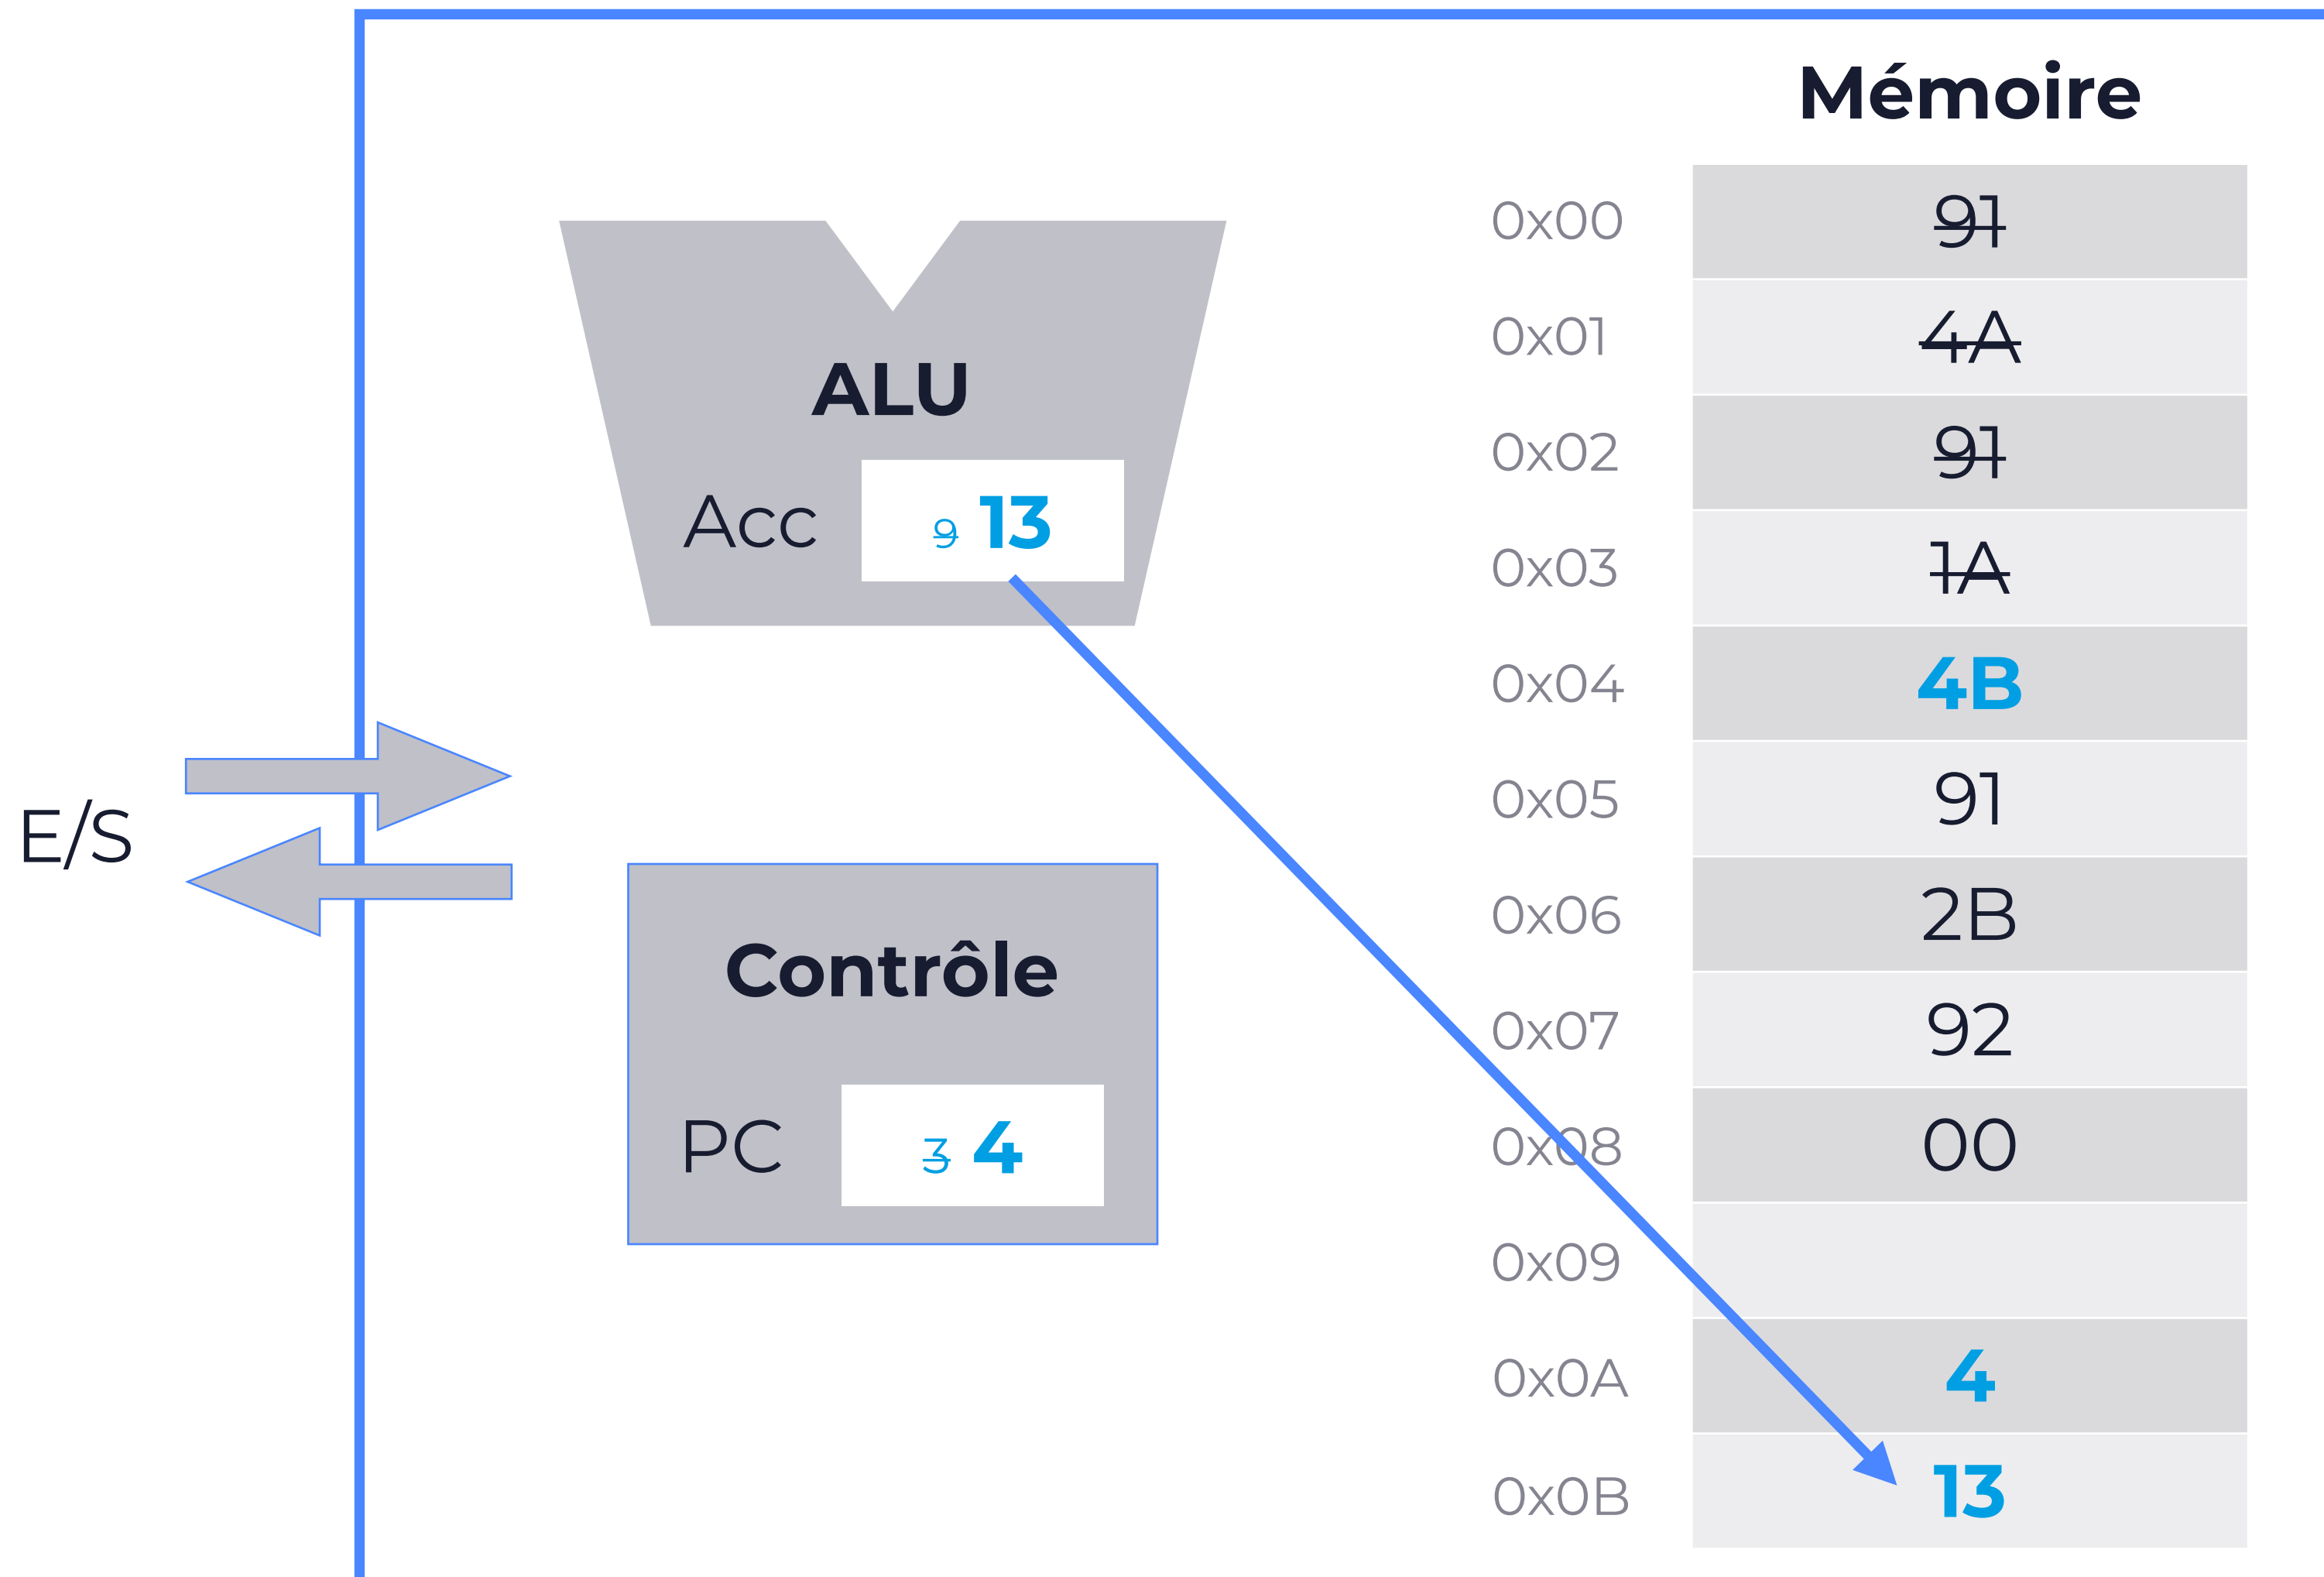 Mémoire
0x00 91
0x01 4A
ALU
0x02 91
Acc 9 13
0x03 1A
0x04 4B
E/S
0x05 91
0x06 2B
Contrôle
0x07 92
PC 3 4
0x08 00
0x09
0x0A 4
0x0B 13